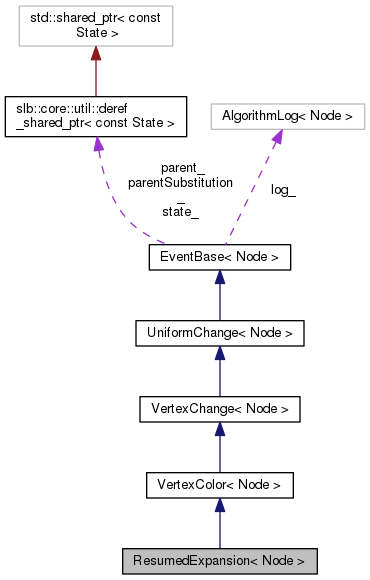 std::shared_ptr< const
State >
slb::core::util::deref
_shared_ptr< const State >
AlgorithmLog< Node >
parent_
parentSubstitution
_
state_
log_
EventBase< Node >
UniformChange< Node >
VertexChange< Node >
VertexColor< Node >
ResumedExpansion< Node >